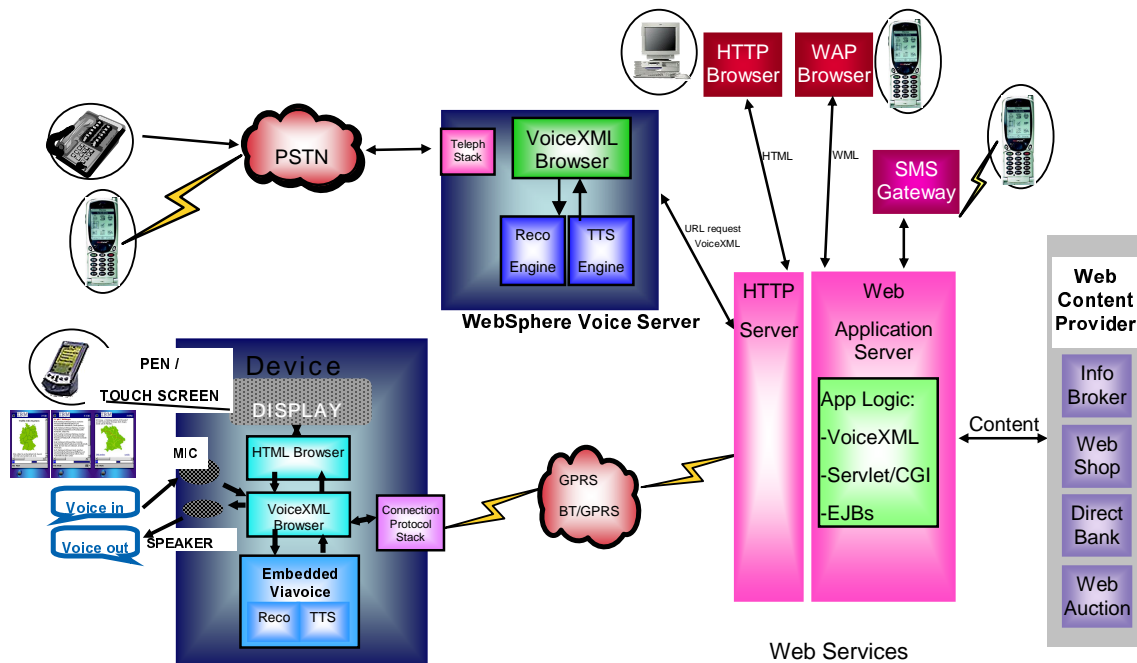 HTTP
Browser
WAP
Browser
PSTN
Teleph
Stack
VoiceXML
Browser
Reco
Engine
TTS
Engine
WebSphere Voice Server
HTML
WML
SMS
Gateway
URL request
VoiceXML
HTTP
Server
Web
Application
Server
App Logic:
-VoiceXML
-Servlet/CGI
-EJBs
Content
Web
Content
Provider
Info
Broker
Web
Shop
Direct
Bank
Web
Auction
Device
PEN /
TOUCH SCREEN
DISPLAY
HTML Browser
MIC
Voice in
VoiceXML
Browser
Connection
Protocol
Stack
GPRS
BT/GPRS
Voice out
SPEAKER
Embedded
Viavoice
Reco
TTS
Web Services